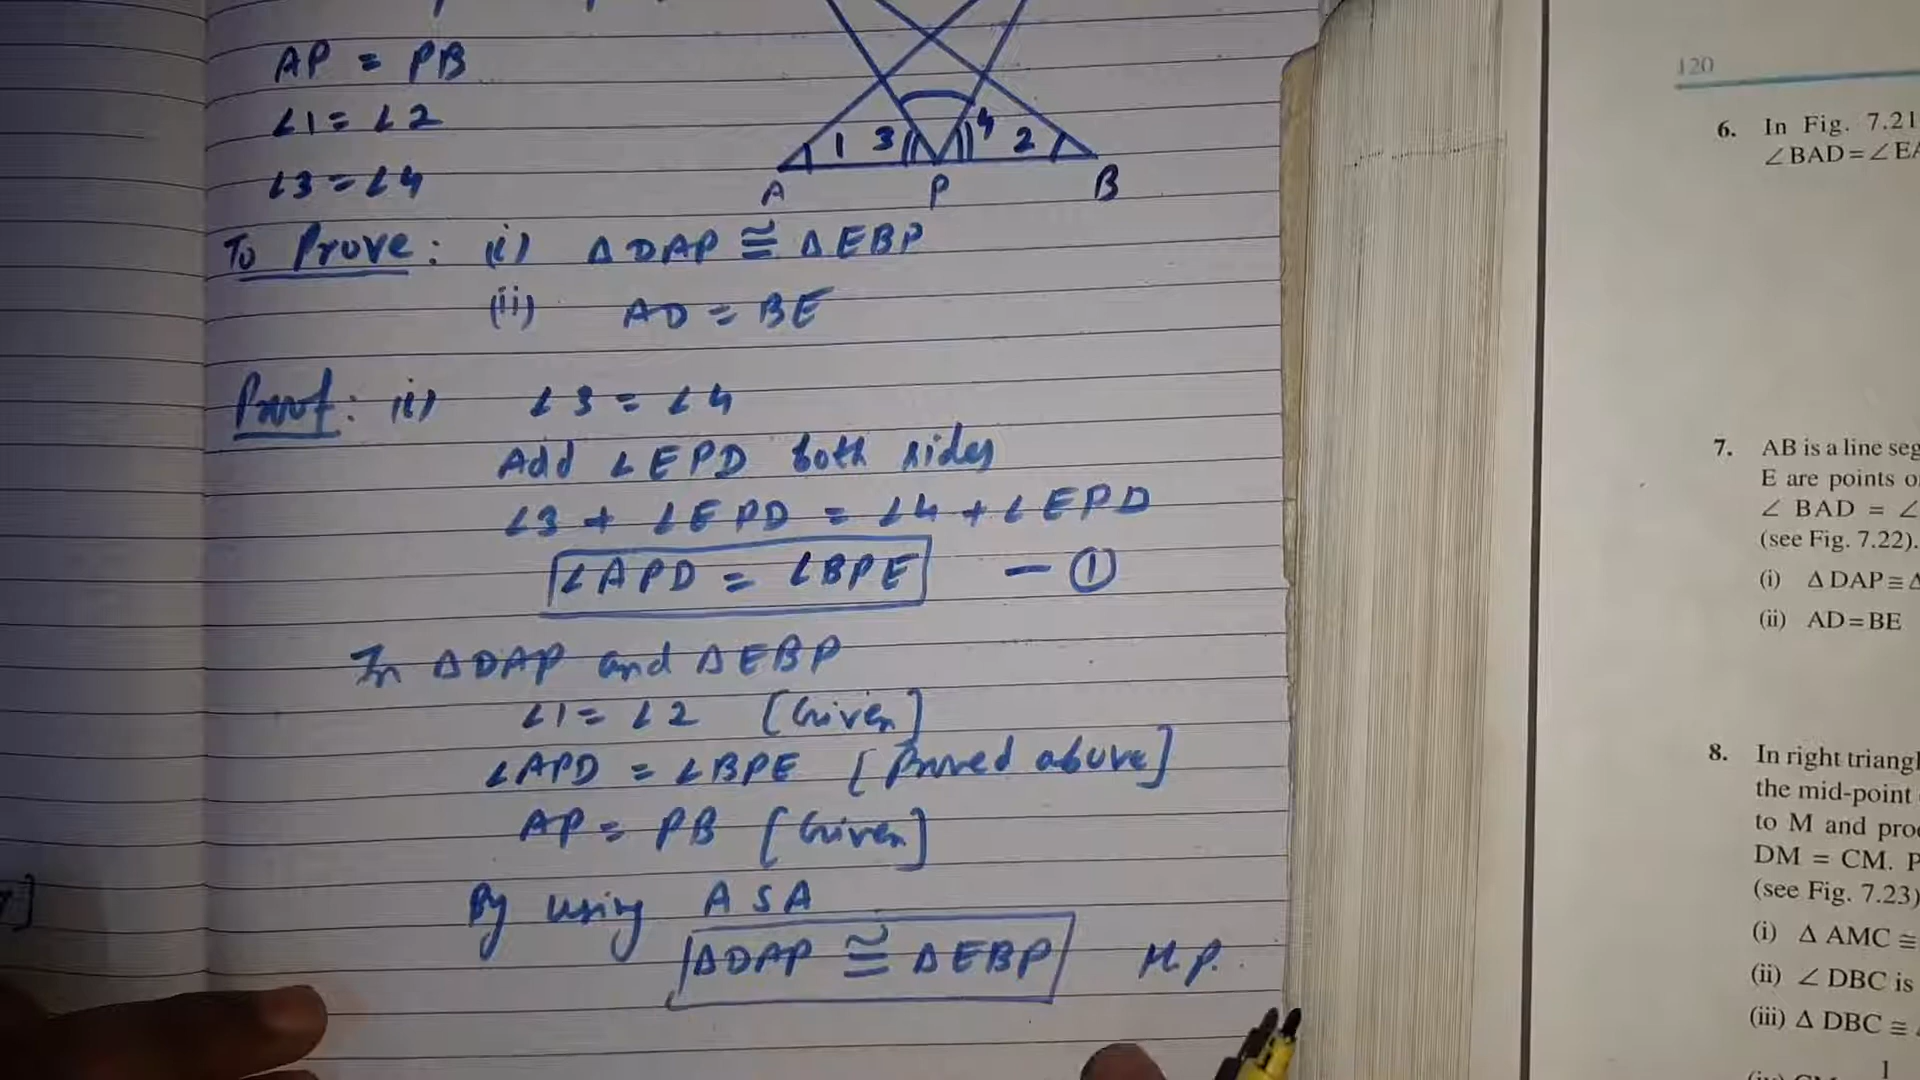 AP = PB
∠1 = ∠2
∠3 = ∠4
1 3 4 2
A P B
To Prove: (i) ΔDAP ≅ ΔEBP
(ii) AD = BE
Proof: (i) ∠3 = ∠4
Add ∠EPD both sides
∠3 + ∠EPD = ∠4 + ∠EPD
∠APD = ∠BPE — ①
In ΔDAP and ΔEBP
∠1 = ∠2 [Given]
∠APD = ∠BPE [Proved above]
AP = PB [Given]
By using ASA
ΔDAP ≅ ΔEBP H.P.
120
6. In Fig. 7.21
∠BAD = ∠EA
7. AB is a line seg
E are points o
∠ BAD = ∠
(see Fig. 7.22).
(i) Δ DAP ≅ Δ
(ii) AD = BE
8. In right triangl
the mid-point
to M and pro
DM = CM. P
(see Fig. 7.23)
(i) Δ AMC ≅
(ii) ∠ DBC is
(iii) Δ DBC ≅
1